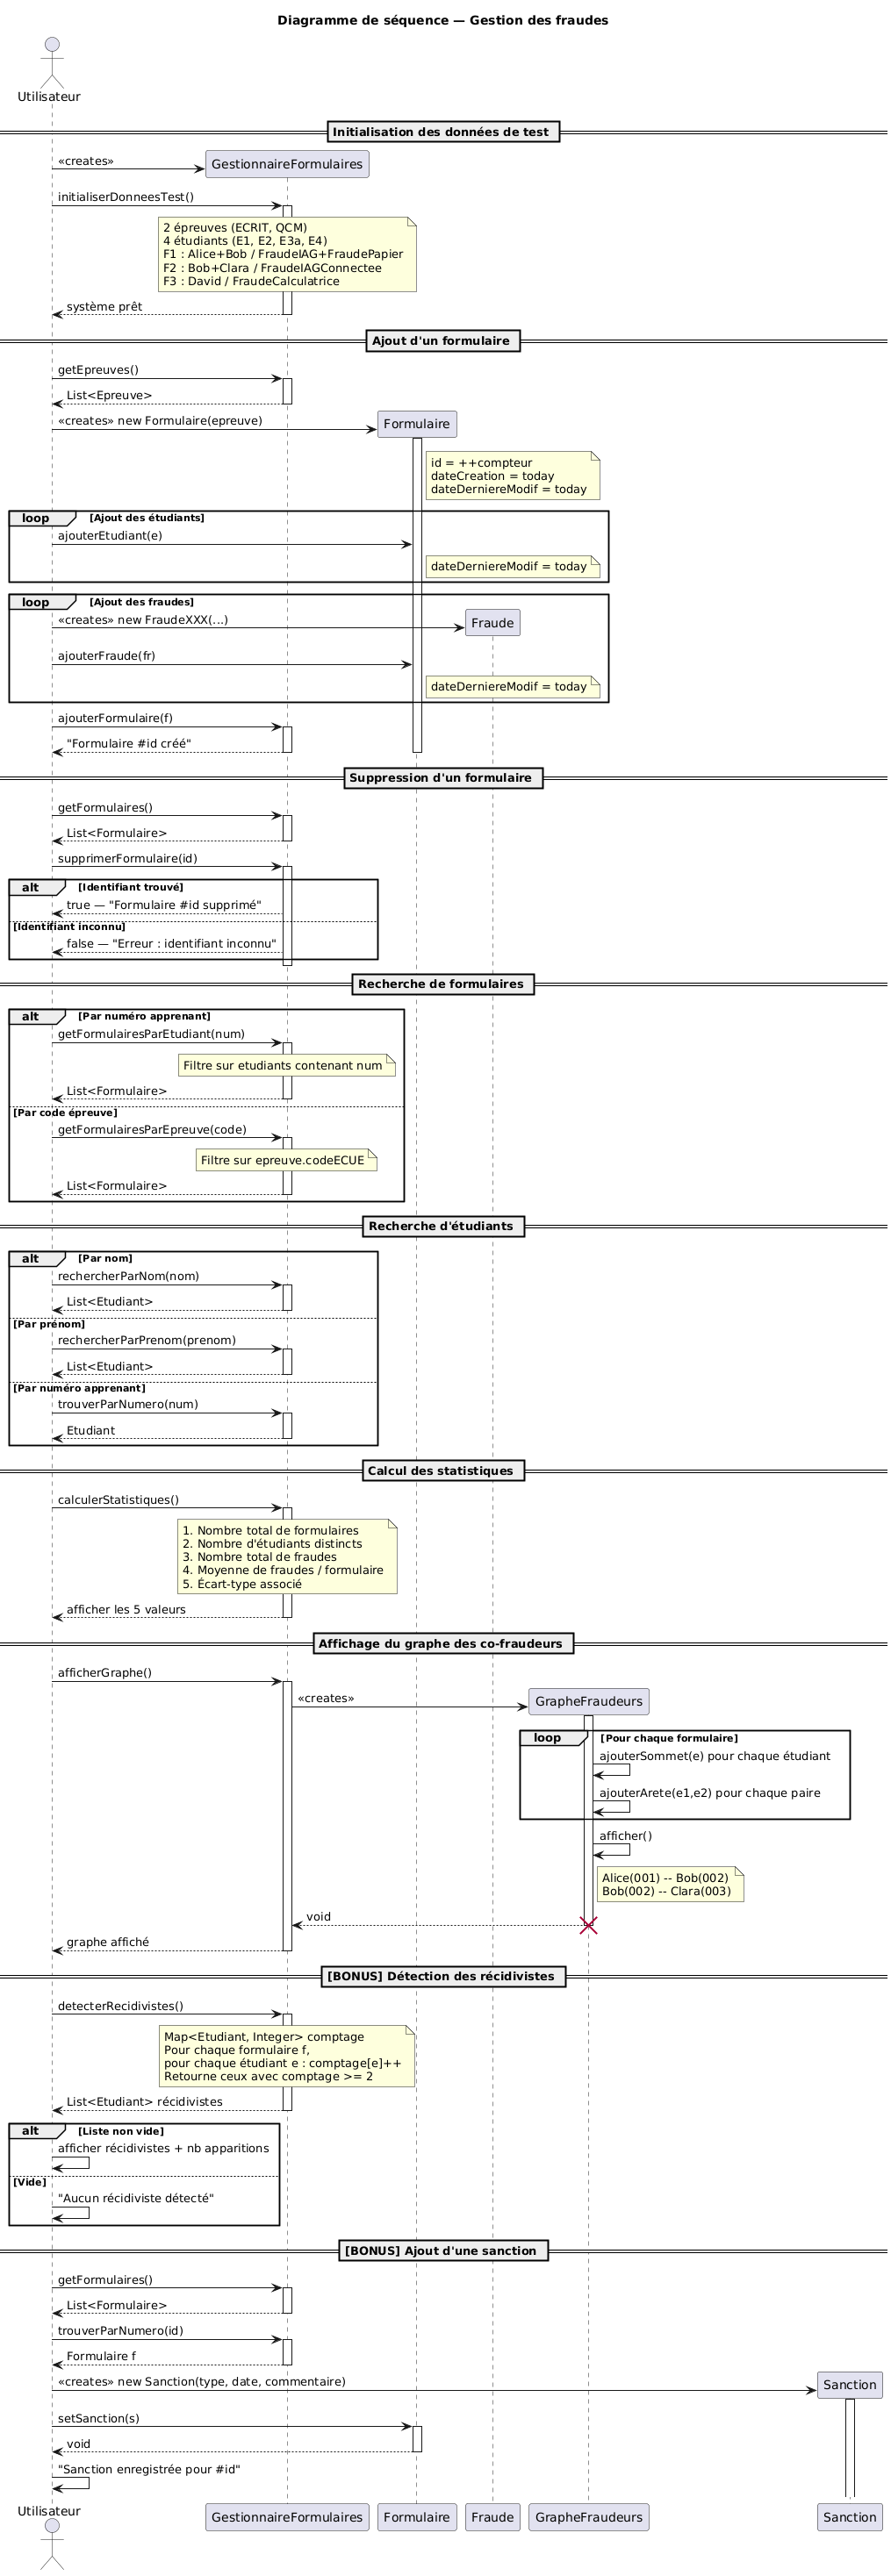 Diagramme de séquence — Gestion des fraudes
Utilisateur
Initialisation des données de test
«creates»
GestionnaireFormulaires
initialiserDonneesTest()
2 épreuves (ECRIT, QCM)
4 étudiants (E1, E2, E3a, E4)
F1 : Alice+Bob / FraudeIAG+FraudePapier
F2 : Bob+Clara / FraudeIAGConnectee
F3 : David / FraudeCalculatrice
système prêt
Ajout d'un formulaire
getEpreuves()
List<Epreuve>
«creates» new Formulaire(epreuve)
Formulaire
id = ++compteur
dateCreation = today
dateDerniereModif = today
loop [Ajout des étudiants]
ajouterEtudiant(e)
dateDerniereModif = today
loop [Ajout des fraudes]
«creates» new FraudeXXX(...)
Fraude
ajouterFraude(fr)
dateDerniereModif = today
ajouterFormulaire(f)
"Formulaire #id créé"
Suppression d'un formulaire
getFormulaires()
List<Formulaire>
supprimerFormulaire(id)
alt [Identifiant trouvé]
true — "Formulaire #id supprimé"
[Identifiant inconnu]
false — "Erreur : identifiant inconnu"
Recherche de formulaires
alt [Par numéro apprenant]
getFormulairesParEtudiant(num)
Filtre sur etudiants contenant num
List<Formulaire>
[Par code épreuve]
getFormulairesParEpreuve(code)
Filtre sur epreuve.codeECUE
List<Formulaire>
Recherche d'étudiants
alt [Par nom]
rechercherParNom(nom)
List<Etudiant>
[Par prénom]
rechercherParPrenom(prenom)
List<Etudiant>
[Par numéro apprenant]
trouverParNumero(num)
Etudiant
Calcul des statistiques
calculerStatistiques()
1. Nombre total de formulaires
2. Nombre d'étudiants distincts
3. Nombre total de fraudes
4. Moyenne de fraudes / formulaire
5. Écart-type associé
afficher les 5 valeurs
Affichage du graphe des co-fraudeurs
afficherGraphe()
«creates»
GrapheFraudeurs
loop [Pour chaque formulaire]
ajouterSommet(e) pour chaque étudiant
ajouterArete(e1,e2) pour chaque paire
afficher()
Alice(001) -- Bob(002)
Bob(002) -- Clara(003)
void
graphe affiché
[BONUS] Détection des récidivistes
detecterRecidivistes()
Map<Etudiant, Integer> comptage
Pour chaque formulaire f,
pour chaque étudiant e : comptage[e]++
Retourne ceux avec comptage >= 2
List<Etudiant> récidivistes
alt [Liste non vide]
afficher récidivistes + nb apparitions
[Vide]
"Aucun récidiviste détecté"
[BONUS] Ajout d'une sanction
getFormulaires()
List<Formulaire>
trouverParNumero(id)
Formulaire f
«creates» new Sanction(type, date, commentaire)
Sanction
setSanction(s)
void
"Sanction enregistrée pour #id"
Utilisateur
GestionnaireFormulaires
Formulaire
Fraude
GrapheFraudeurs
Sanction